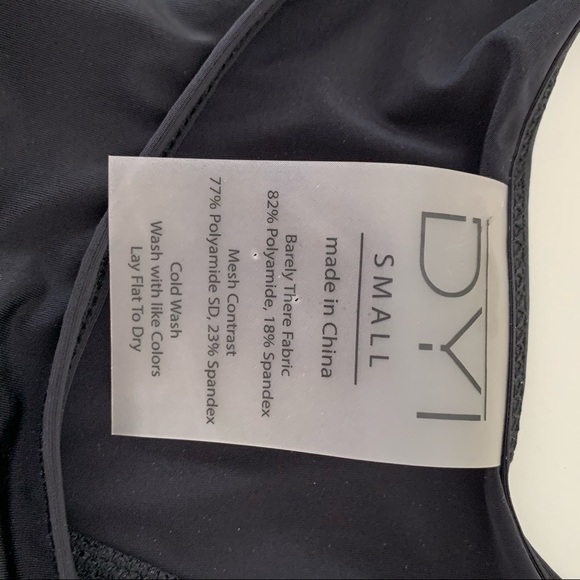 DYI
SMALL
made in China
Barely There Fabric
82% Polyamide, 18% Spandex
Mesh Contrast
77% Polyamide SD, 23% Spandex
Cold Wash
Wash with like Colors
Lay Flat To Dry